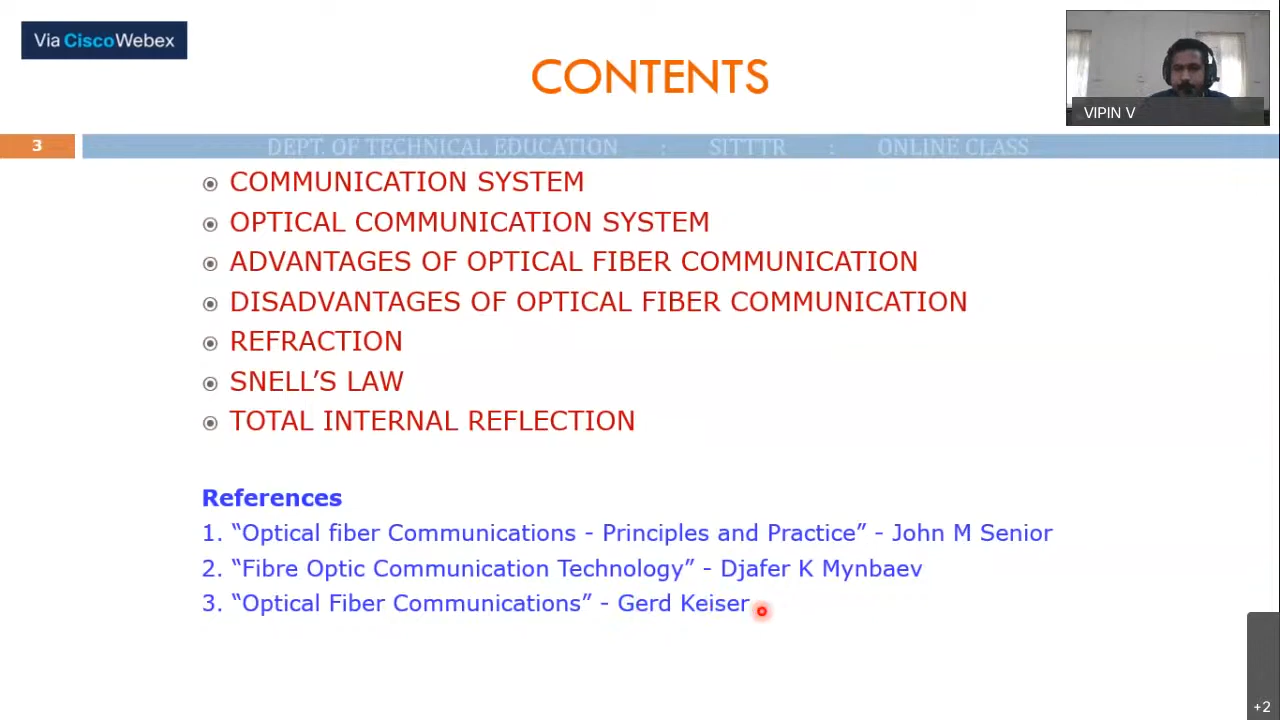 Via CiscoWebex
CONTENTS
VIPIN V
3
DEPT. OF TECHNICAL EDUCATION : SITTTR : ONLINE CLASS
COMMUNICATION SYSTEM
OPTICAL COMMUNICATION SYSTEM
ADVANTAGES OF OPTICAL FIBER COMMUNICATION
DISADVANTAGES OF OPTICAL FIBER COMMUNICATION
REFRACTION
SNELL’S LAW
TOTAL INTERNAL REFLECTION
References
1. “Optical fiber Communications - Principles and Practice” - John M Senior
2. “Fibre Optic Communication Technology” - Djafer K Mynbaev
3. “Optical Fiber Communications” - Gerd Keiser
+2